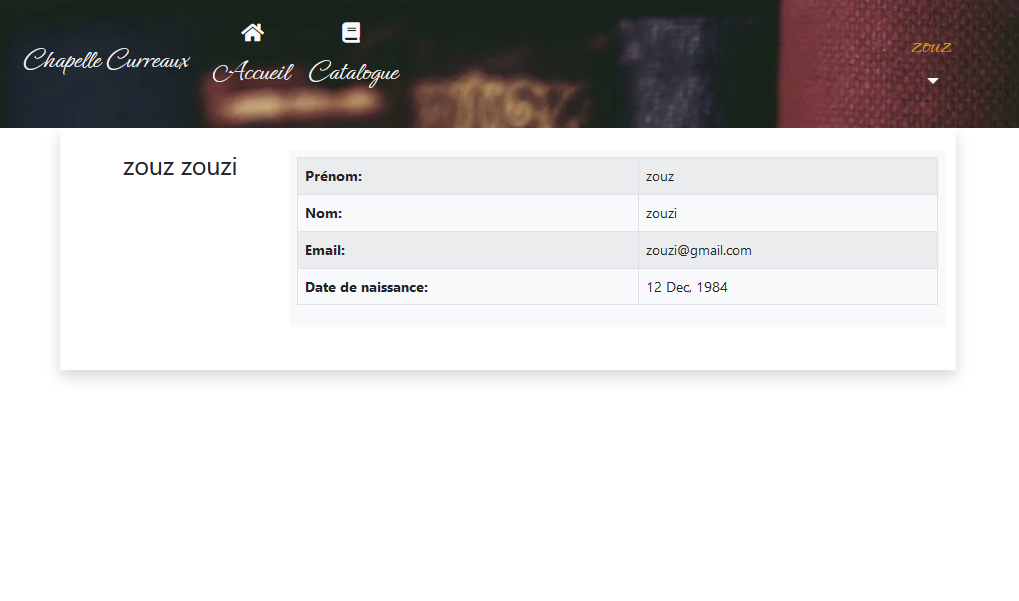 Chapelle Curreaux
Accueil
Catalogue
zouz
zouz zouzi
Prénom: zouz
Nom: zouzi
Email: zouzi@gmail.com
Date de naissance: 12 Dec, 1984